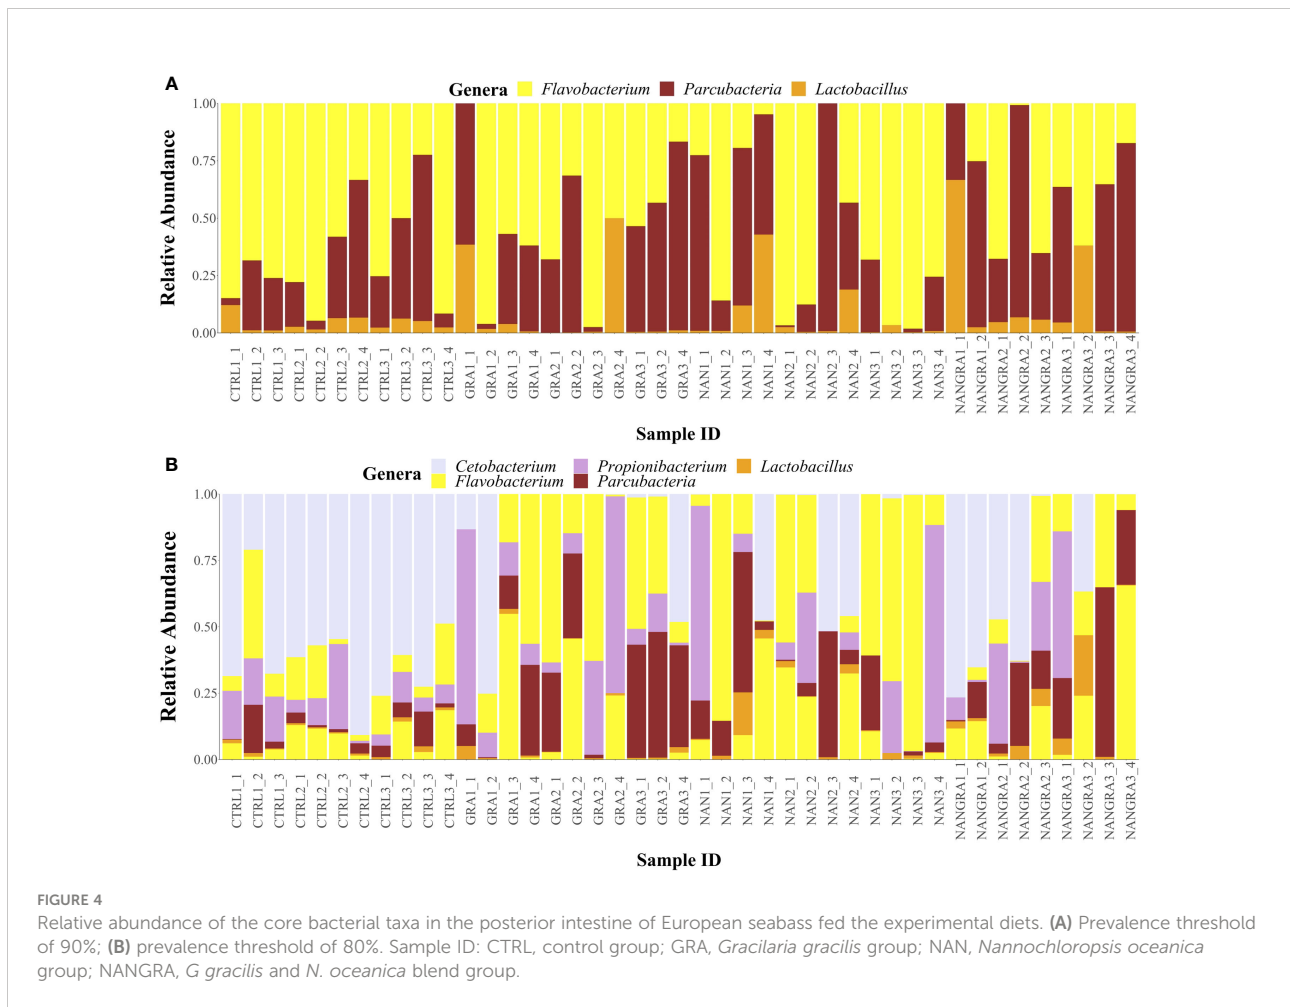 A
Genera Flavobacterium Parcubacteria Lactobacillus
1.00
0.75
0.50
0.25
0.00
Relative Abundance
CTRL1_1
CTRL1_2
CTRL1_3
CTRL2_1
CTRL2_2
CTRL2_3
CTRL2_4
CTRL3_1
CTRL3_2
CTRL3_3
CTRL3_4
GRA1_1
GRA1_2
GRA1_3
GRA1_4
GRA2_1
GRA2_2
GRA2_3
GRA2_4
GRA3_1
GRA3_2
GRA3_4
NAN1_1
NAN1_2
NAN1_3
NAN1_4
NAN2_1
NAN2_2
NAN2_3
NAN2_4
NAN3_1
NAN3_2
NAN3_3
NAN3_4
NANGRA1_1
NANGRA1_2
NANGRA2_1
NANGRA2_2
NANGRA2_3
NANGRA3_1
NANGRA3_2
NANGRA3_3
NANGRA3_4
Sample ID
B
Genera
Cetobacterium Propionibacterium Lactobacillus
Flavobacterium Parcubacteria
1.00
0.75
0.50
0.25
0.00
Relative Abundance
CTRL1_1
CTRL1_2
CTRL1_3
CTRL2_1
CTRL2_2
CTRL2_3
CTRL2_4
CTRL3_1
CTRL3_2
CTRL3_3
CTRL3_4
GRA1_1
GRA1_2
GRA1_3
GRA1_4
GRA2_1
GRA2_2
GRA2_3
GRA2_4
GRA3_1
GRA3_2
GRA3_4
NAN1_1
NAN1_2
NAN1_3
NAN1_4
NAN2_1
NAN2_2
NAN2_3
NAN2_4
NAN3_1
NAN3_2
NAN3_3
NAN3_4
NANGRA1_1
NANGRA1_2
NANGRA2_1
NANGRA2_2
NANGRA2_3
NANGRA3_1
NANGRA3_2
NANGRA3_3
NANGRA3_4
Sample ID
FIGURE 4
Relative abundance of the core bacterial taxa in the posterior intestine of European seabass fed the experimental diets. (A) Prevalence threshold
of 90%; (B) prevalence threshold of 80%. Sample ID: CTRL, control group; GRA, Gracilaria gracilis group; NAN, Nannochloropsis oceanica
group; NANGRA, G gracilis and N. oceanica blend group.